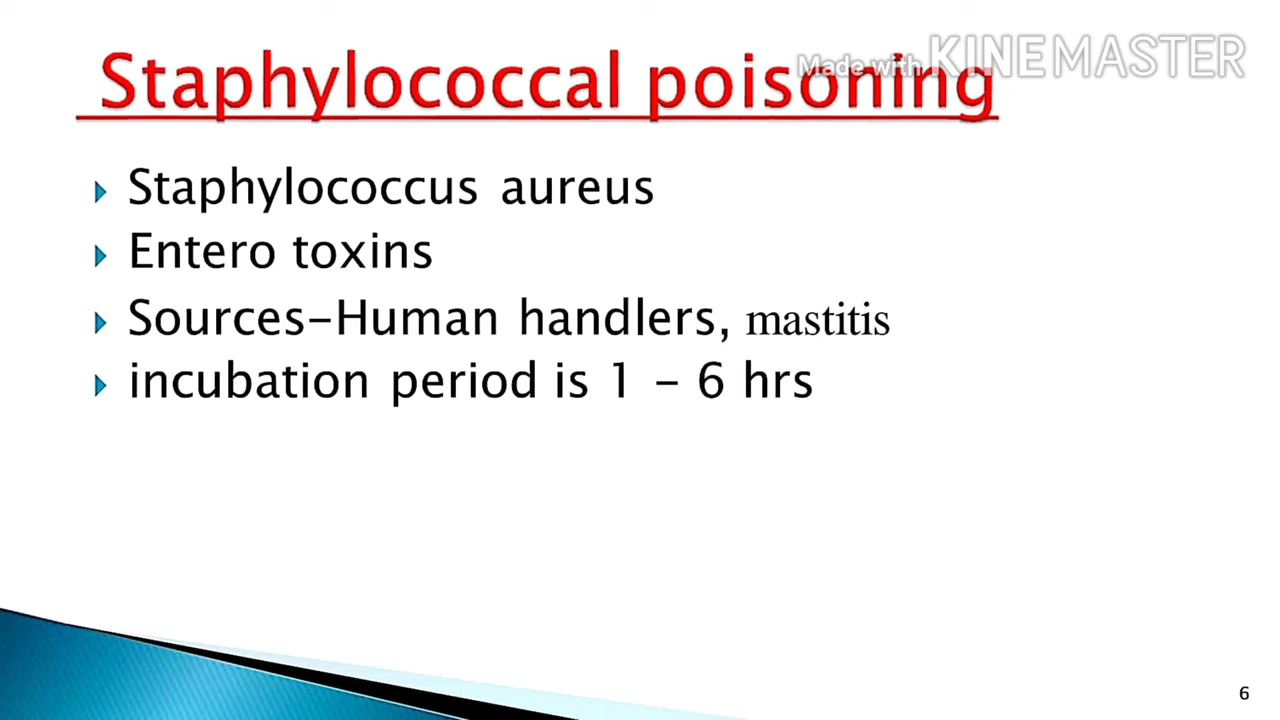 Made with KINEMASTER
Staphylococcal poisoning
Staphylococcus aureus
Entero toxins
Sources-Human handlers, mastitis
incubation period is 1 - 6 hrs
6